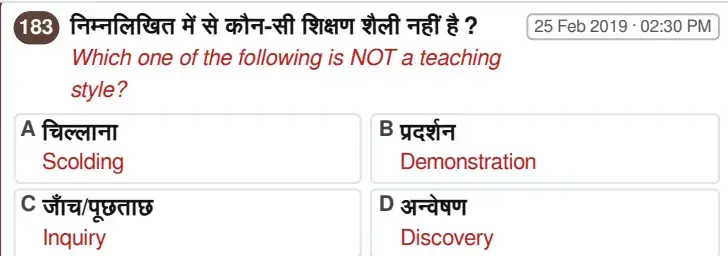 183 निम्नलिखित में से कौन-सी शिक्षण शैली नहीं है ?
25 Feb 2019 · 02:30 PM
Which one of the following is NOT a teaching
style?
A चिल्लाना
Scolding
B प्रदर्शन
Demonstration
C जाँच/पूछताछ
Inquiry
D अन्वेषण
Discovery